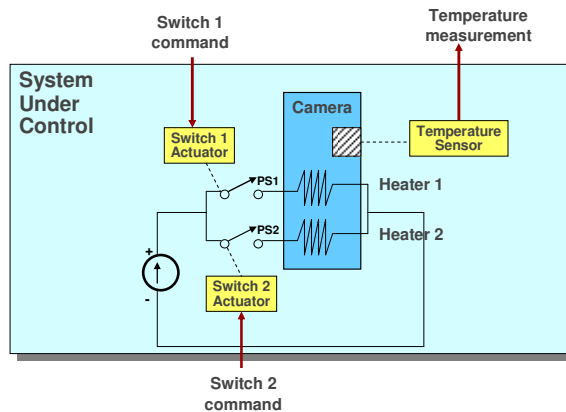 Switch 1
command
Temperature
measurement
System
Under
Control
Camera
Switch 1
Actuator
Temperature
Sensor
PS1
Heater 1
PS2
Heater 2
+
-
Switch 2
Actuator
Switch 2
command